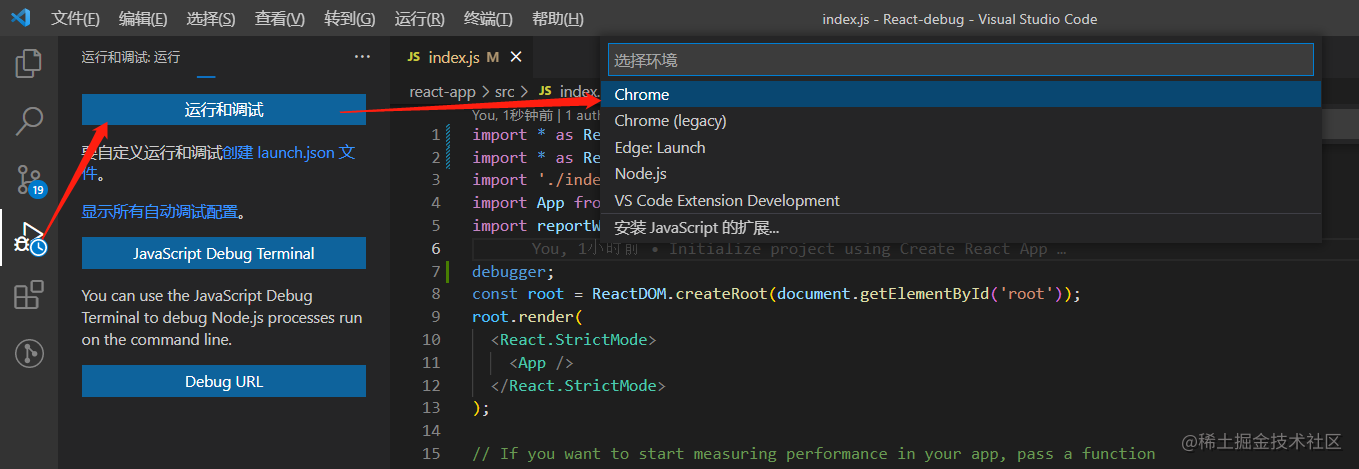 文件(F) 编辑(E) 选择(S) 查看(V) 转到(G) 运行(R) 终端(T) 帮助(H) index.js - React-debug - Visual Studio Code
运行和调试: 运行 ···
运行和调试
要自定义运行和调试创建 launch.json 文
件。
显示所有自动调试配置。
JavaScript Debug Terminal
You can use the JavaScript Debug
Terminal to debug Node.js processes run
on the command line.
Debug URL
19
JS index.js M ×
react-app > src > JS index.
You, 1秒钟前 | 1 auth
1 import * as Re
2 import * as Re
3 import './inde
4 import App fro
5 import reportW
6 You, 1小时前 • Initialize project using Create React App …
7 debugger;
8 const root = ReactDOM.createRoot(document.getElementById('root'));
9 root.render(
10 <React.StrictMode>
11 <App />
12 </React.StrictMode>
13 );
14
15 // If you want to start measuring performance in your app, pass a function
选择环境
Chrome
Chrome (legacy)
Edge: Launch
Node.js
VS Code Extension Development
安装 JavaScript 的扩展...
@稀土掘金技术社区